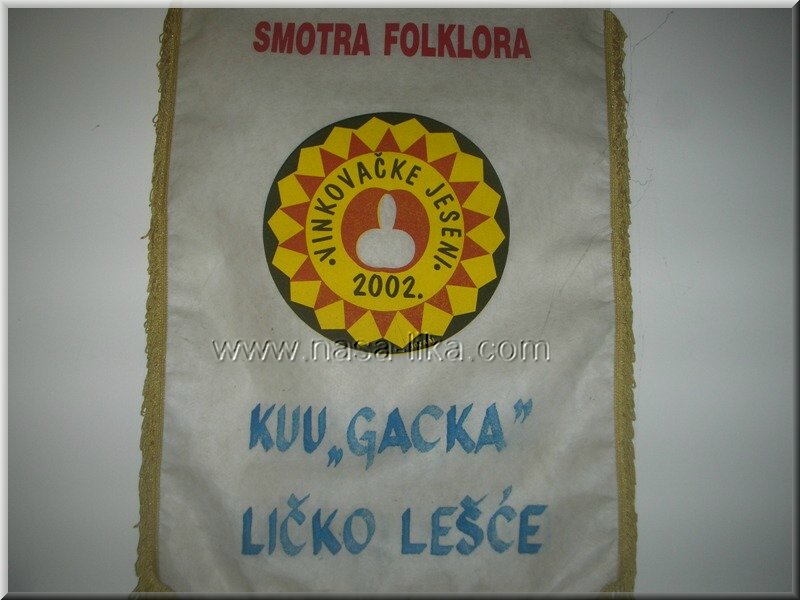 SMOTRA FOLKLORA
•VINKOVAČKE JESENI•
2002.
www.nasa-lika.com
KUU „GACKA”
LIČKO LEŠĆE